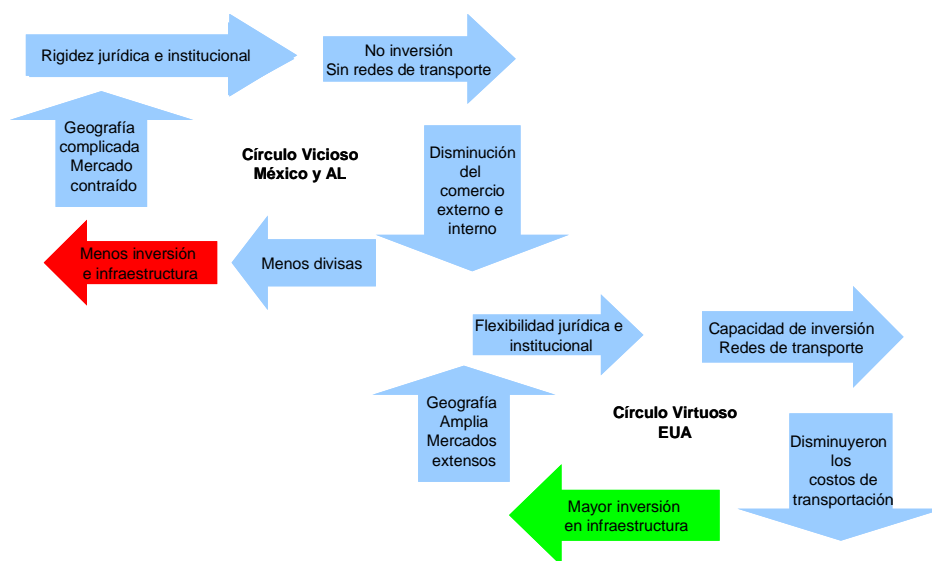 Rigidez jurídica e institucional
No inversión
Sin redes de transporte
Geografía
complicada
Mercado
contraído
Círculo Vicioso
México y AL
Disminución
del
comercio
externo e
interno
Menos inversión
e infraestructura
Menos divisas
Flexibilidad jurídica e
institucional
Capacidad de inversión
Redes de transporte
Geografía
Amplia
Mercados
extensos
Círculo Virtuoso
EUA
Disminuyeron
los
costos de
transportación
Mayor inversión
en infraestructura